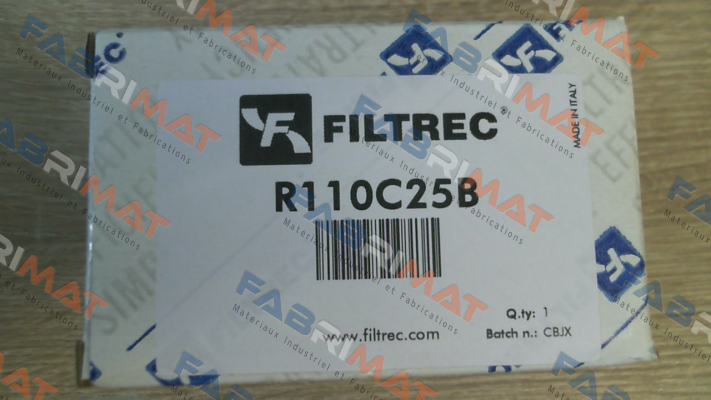 FILTREC
®
MADE IN ITALY
R110C25B
Q.ty: 1
www.filtrec.com
Batch n.: CBJX
FABRIMAT
Materiaux Industriel et Fabrications